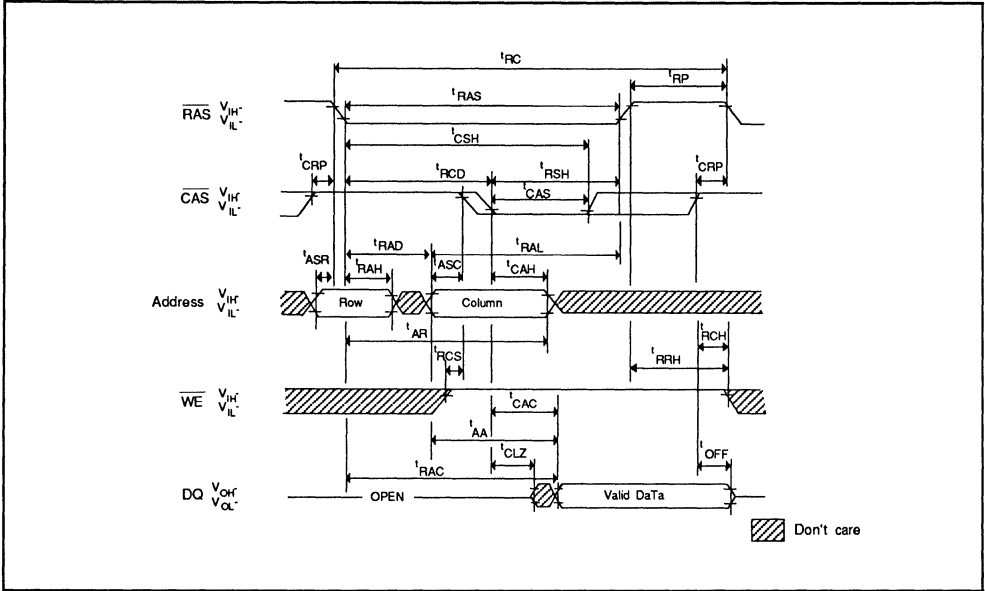 tRC
tRP
tRAS
RAS VIH-
VIL-
tCSH
tCRP
tRCD
tRSH
tCRP
CAS VIH-
VIL-
tCAS
tRAD
tRAL
tASR
tRAH
tASC
tCAH
Address VIH-
VIL-
Row
Column
tAR
tRCH
tRCS
tRRH
WE VIH-
VIL-
tCAC
tAA
tCLZ
tOFF
tRAC
DQ VOH-
VOL-
OPEN
Valid DaTa
Don't care